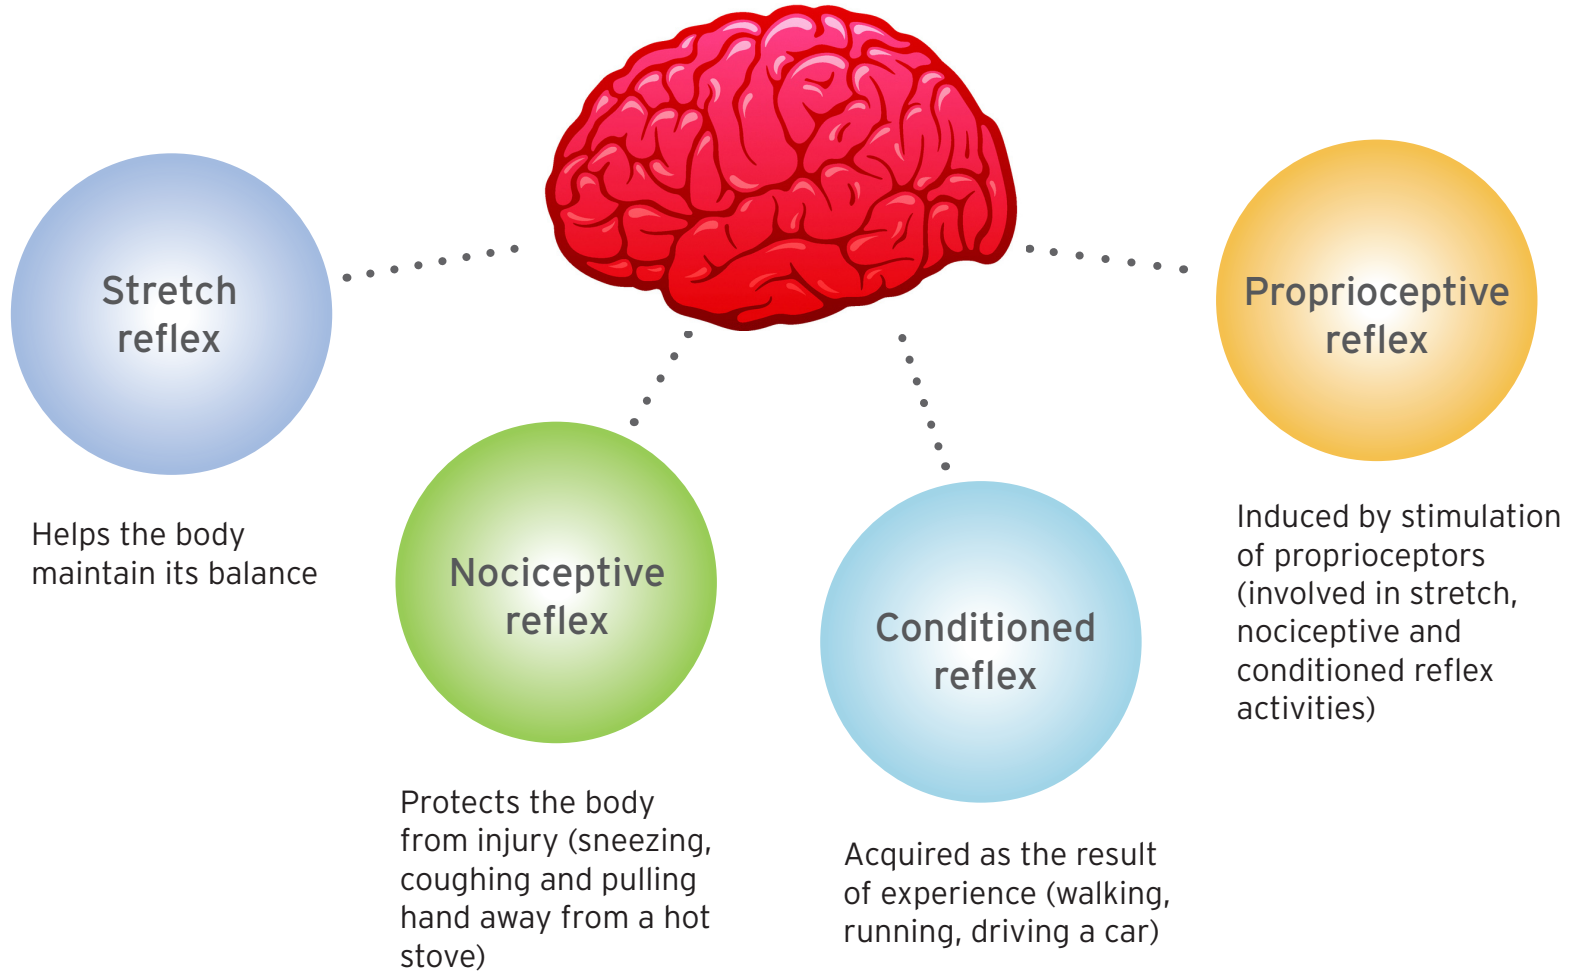 Stretch
reflex
Helps the body
maintain its balance
Nociceptive
reflex
Protects the body
from injury (sneezing,
coughing and pulling
hand away from a hot
stove)
Conditioned
reflex
Acquired as the result
of experience (walking,
running, driving a car)
Proprioceptive
reflex
Induced by stimulation
of proprioceptors
(involved in stretch,
nociceptive and
conditioned reflex
activities)